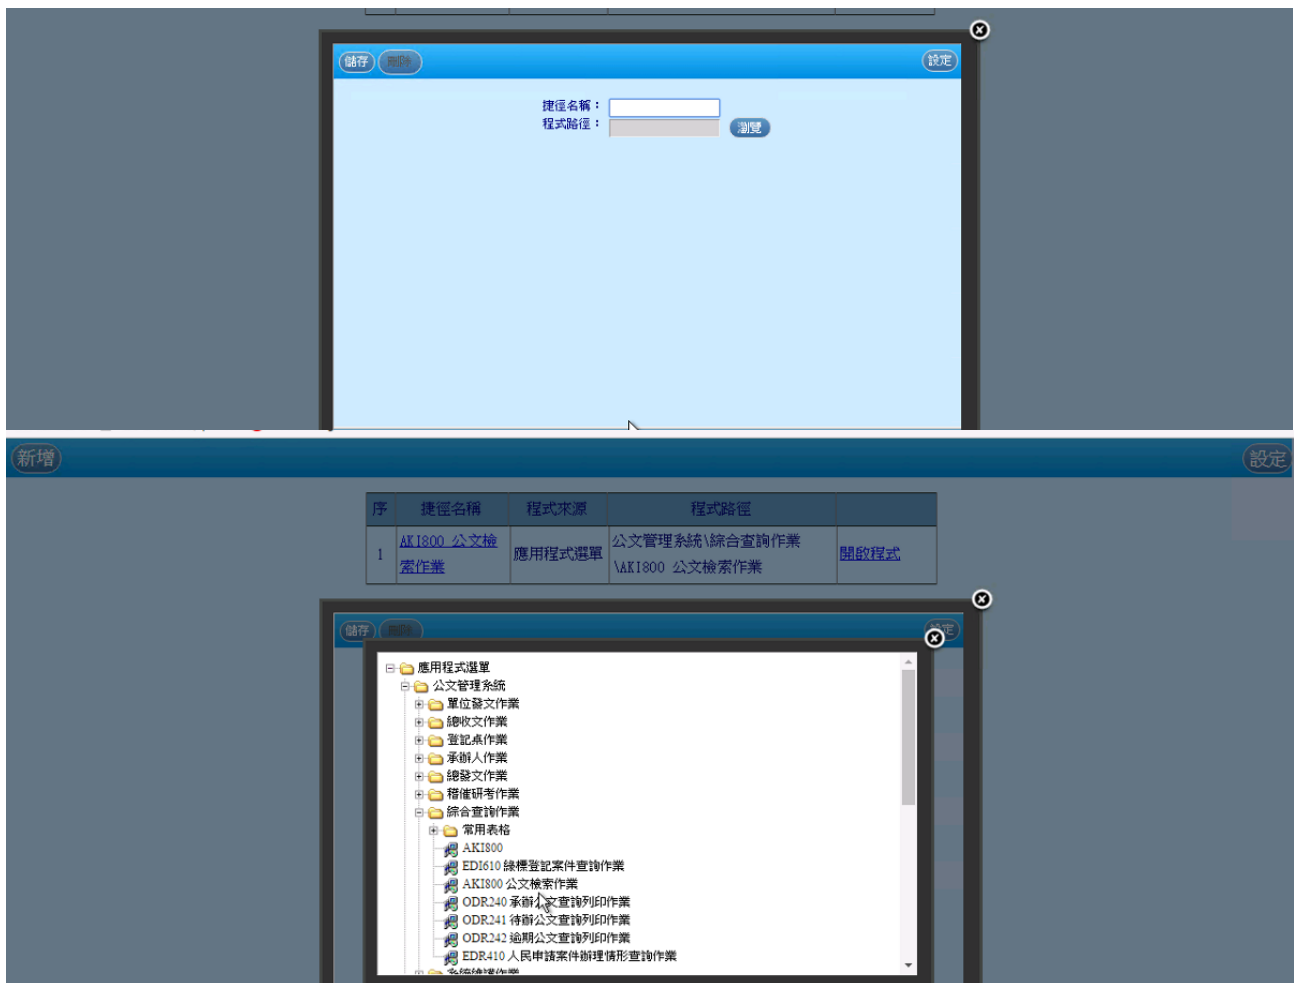 儲存 刪除 設定
捷徑名稱：
程式路徑： 瀏覽
新增 設定
序 捷徑名稱 程式來源 程式路徑
1 AKI800 公文檢索作業 應用程式選單 公文管理系統\綜合查詢作業\AKI800 公文檢索作業 開啟程式
儲存 刪除 設定
應用程式選單
公文管理系統
單位發文作業
總收文作業
登記桌作業
承辦人作業
總發文作業
稽催研考作業
綜合查詢作業
常用表格
AKI800
EDI610 綠標登記案件查詢作業
AKI800 公文檢索作業
ODR240 承辦公文查詢列印作業
ODR241 待辦公文查詢列印作業
ODR242 逾期公文查詢列印作業
EDR410 人民申請案件辦理情形查詢作業
系統維護作業